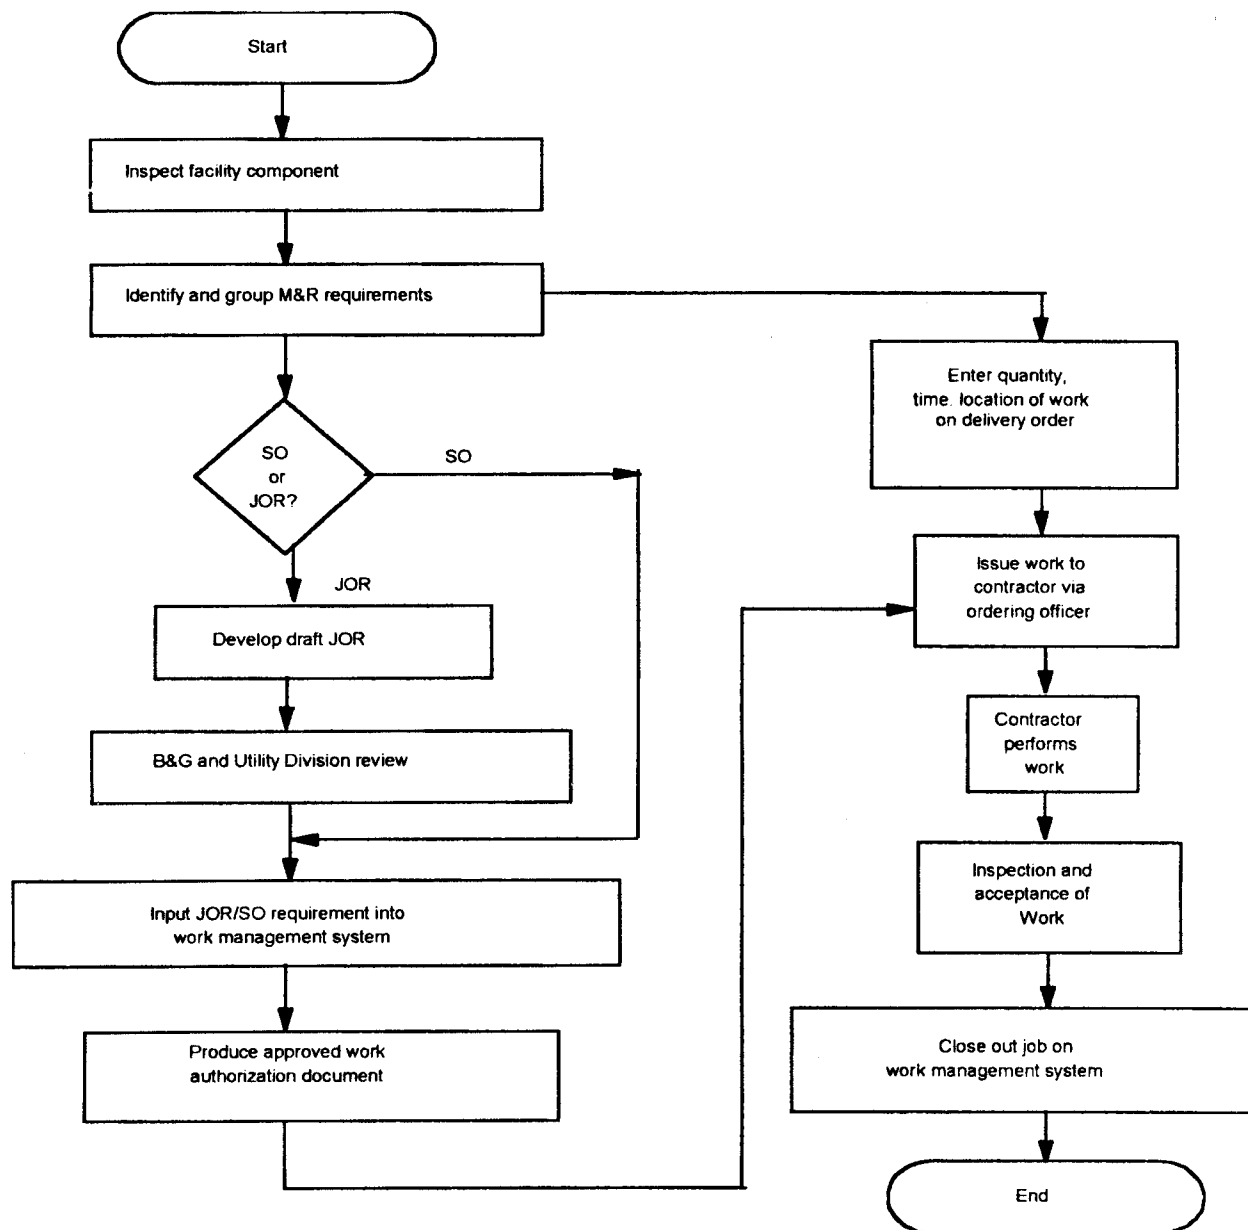 Start
Inspect facility component
Identify and group M&R requirements
SO
or
JOR?
SO
JOR
Develop draft JOR
B&G and Utility Division review
Input JOR/SO requirement into
work management system
Produce approved work
authorization document
Enter quantity,
time. location of work
on delivery order
Issue work to
contractor via
ordering officer
Contractor
performs
work
Inspection and
acceptance of
Work
Close out job on
work management system
End